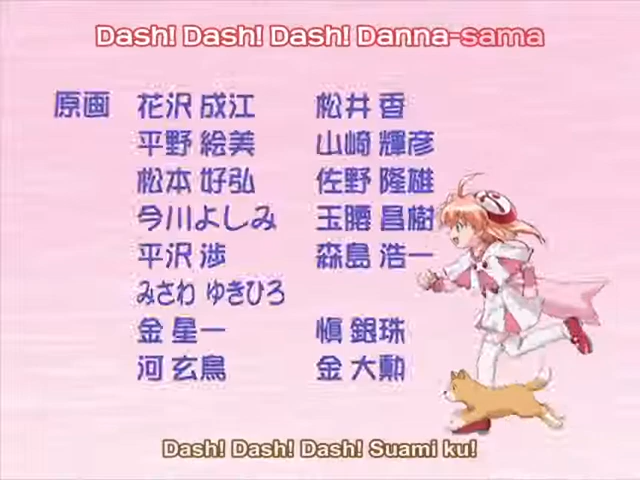 Dash! Dash! Dash! Danna-sama
原画 花沢 成江 松井 香
平野 絵美 山崎 輝彦
松本 好弘 佐野 隆雄
今川よしみ 玉腰 昌樹
平沢 渉 森島 浩一
みさわ ゆきひろ
金 星一 愼 銀珠
河 玄鳥 金 大勲
Dash! Dash! Dash! Suami ku!